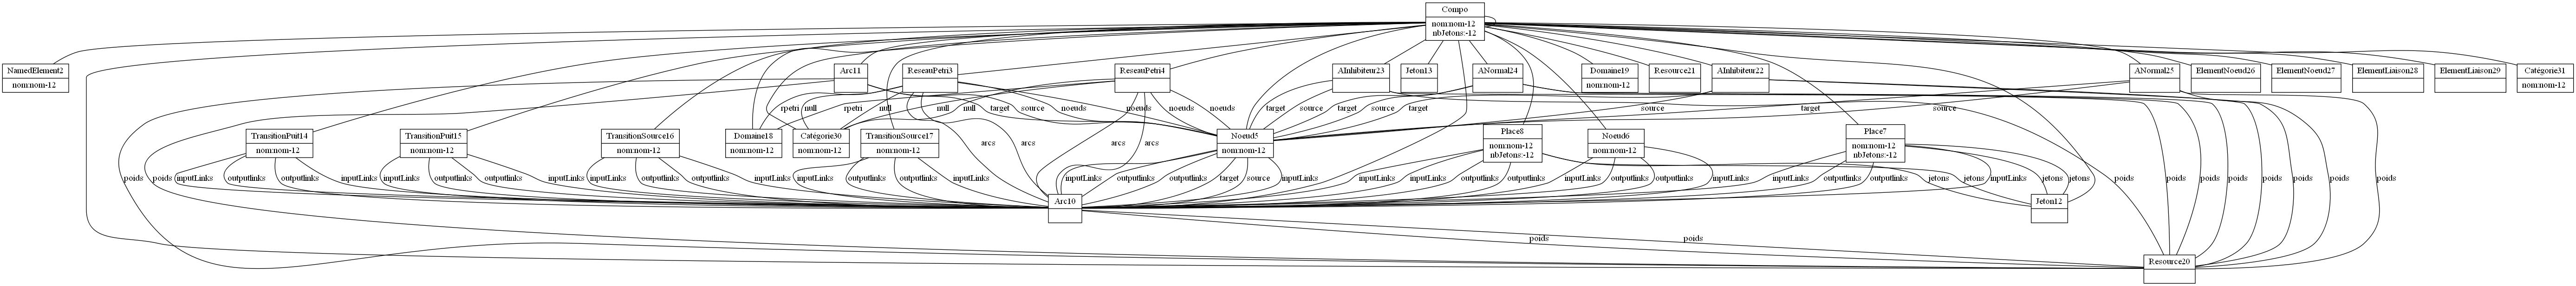 Compo
nom:nom-12
nbJetons:-12
NamedElement2
nom:nom-12
Arc11
ReseauPetri3
ReseauPetri4
AInhibiteur23
Jeton13
ANormal24
Domaine19
nom:nom-12
Resource21
AInhibiteur22
ANormal25
ElementNoeud26
ElementNoeud27
ElementLiaison28
ElementLiaison29
Catégorie31
nom:nom-12
rpetri
null
rpetri
null
null
null
target
source
noeuds
noeuds
noeuds
noeuds
target
source
target
source
target
source
target
source
TransitionPuit14
nom:nom-12
TransitionPuit15
nom:nom-12
TransitionSource16
nom:nom-12
Domaine18
nom:nom-12
Catégorie30
nom:nom-12
TransitionSource17
nom:nom-12
arcs
arcs
arcs
arcs
Noeud5
nom:nom-12
Place8
nom:nom-12
nbJetons:-12
Noeud6
nom:nom-12
Place7
nom:nom-12
nbJetons:-12
poids
poids
inputLinks
outputlinks
outputlinks
inputLinks
inputLinks
outputlinks
outputlinks
inputLinks
inputLinks
outputlinks
outputlinks
inputLinks
inputLinks
outputlinks
outputlinks
inputLinks
inputLinks
outputlinks
outputlinks
target
source
inputLinks
inputLinks
inputLinks
outputlinks
outputlinks
jetons
jetons
inputLinks
outputlinks
outputlinks
inputLinks
inputLinks
outputlinks
outputlinks
inputLinks
jetons
jetons
poids
poids
poids
poids
poids
poids
poids
poids
Arc10
Jeton12
poids
poids
Resource20